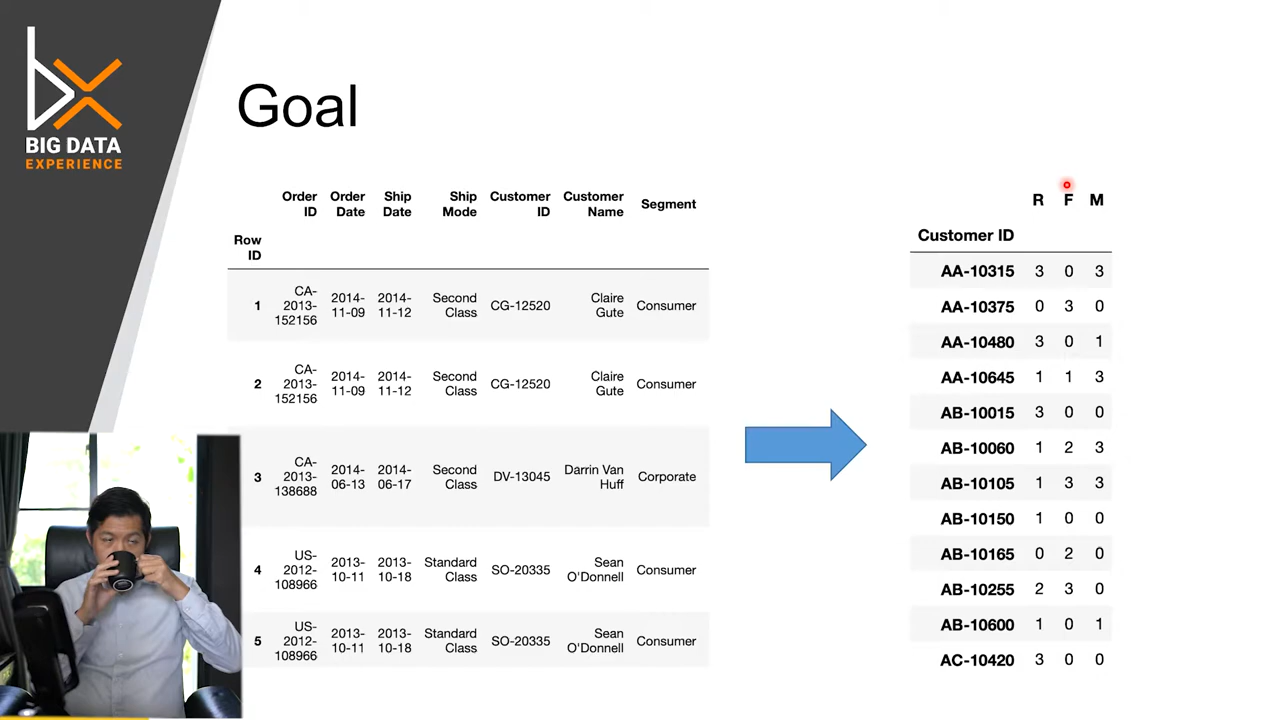 BIG DATA
EXPERIENCE
Goal
Order ID Order Date Ship Date Ship Mode Customer ID Customer Name Segment
Row ID
1 CA-2013-152156 2014-11-09 2014-11-12 Second Class CG-12520 Claire Gute Consumer
2 CA-2013-152156 2014-11-09 2014-11-12 Second Class CG-12520 Claire Gute Consumer
3 CA-2013-138688 2014-06-13 2014-06-17 Second Class DV-13045 Darrin Van Huff Corporate
4 US-2012-108966 2013-10-11 2013-10-18 Standard Class SO-20335 Sean O'Donnell Consumer
5 US-2012-108966 2013-10-11 2013-10-18 Standard Class SO-20335 Sean O'Donnell Consumer
R F M
Customer ID
AA-10315 3 0 3
AA-10375 0 3 0
AA-10480 3 0 1
AA-10645 1 1 3
AB-10015 3 0 0
AB-10060 1 2 3
AB-10105 1 3 3
AB-10150 1 0 0
AB-10165 0 2 0
AB-10255 2 3 0
AB-10600 1 0 1
AC-10420 3 0 0